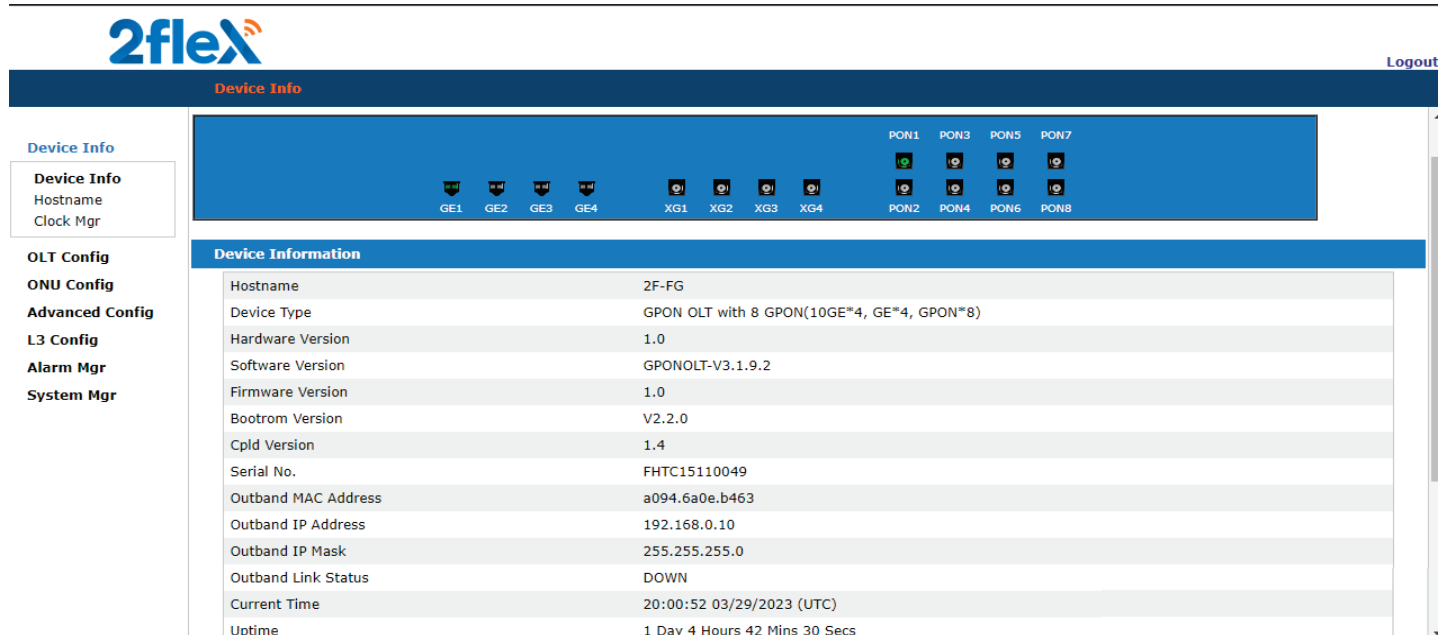 2flex
Logout
Device Info
Device Info
Device Info
Hostname
Clock Mgr
OLT Config
ONU Config
Advanced Config
L3 Config
Alarm Mgr
System Mgr
PON1 PON3 PON5 PON7
GE1 GE2 GE3 GE4 XG1 XG2 XG3 XG4 PON2 PON4 PON6 PON8
Device Information
Hostname 2F-FG
Device Type GPON OLT with 8 GPON(10GE*4, GE*4, GPON*8)
Hardware Version 1.0
Software Version GPONOLT-V3.1.9.2
Firmware Version 1.0
Bootrom Version V2.2.0
Cpld Version 1.4
Serial No. FHTC15110049
Outband MAC Address a094.6a0e.b463
Outband IP Address 192.168.0.10
Outband IP Mask 255.255.255.0
Outband Link Status DOWN
Current Time 20:00:52 03/29/2023 (UTC)
Uptime 1 Day 4 Hours 42 Mins 30 Secs